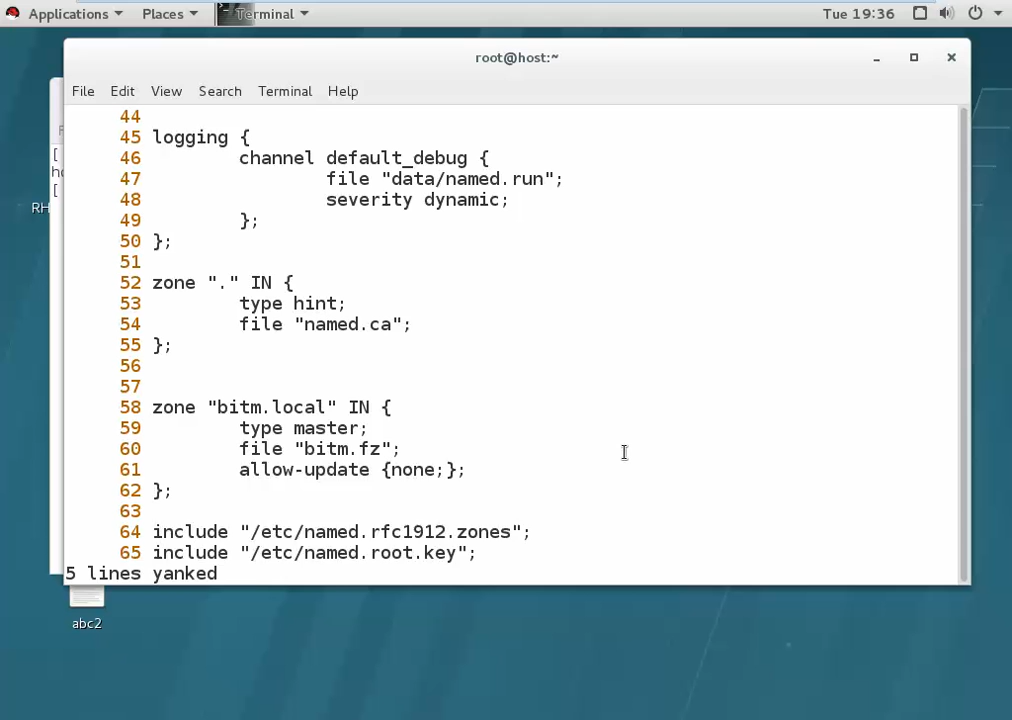 Applications Places Terminal Tue 19:36
root@host:~
File Edit View Search Terminal Help
44
45 logging {
46 channel default_debug {
47 file "data/named.run";
48 severity dynamic;
49 };
50 };
51
52 zone "." IN {
53 type hint;
54 file "named.ca";
55 };
56
57
58 zone "bitm.local" IN {
59 type master;
60 file "bitm.fz";
61 allow-update {none;};
62 };
63
64 include "/etc/named.rfc1912.zones";
65 include "/etc/named.root.key";
5 lines yanked
F
[
ho
[
RH
abc2